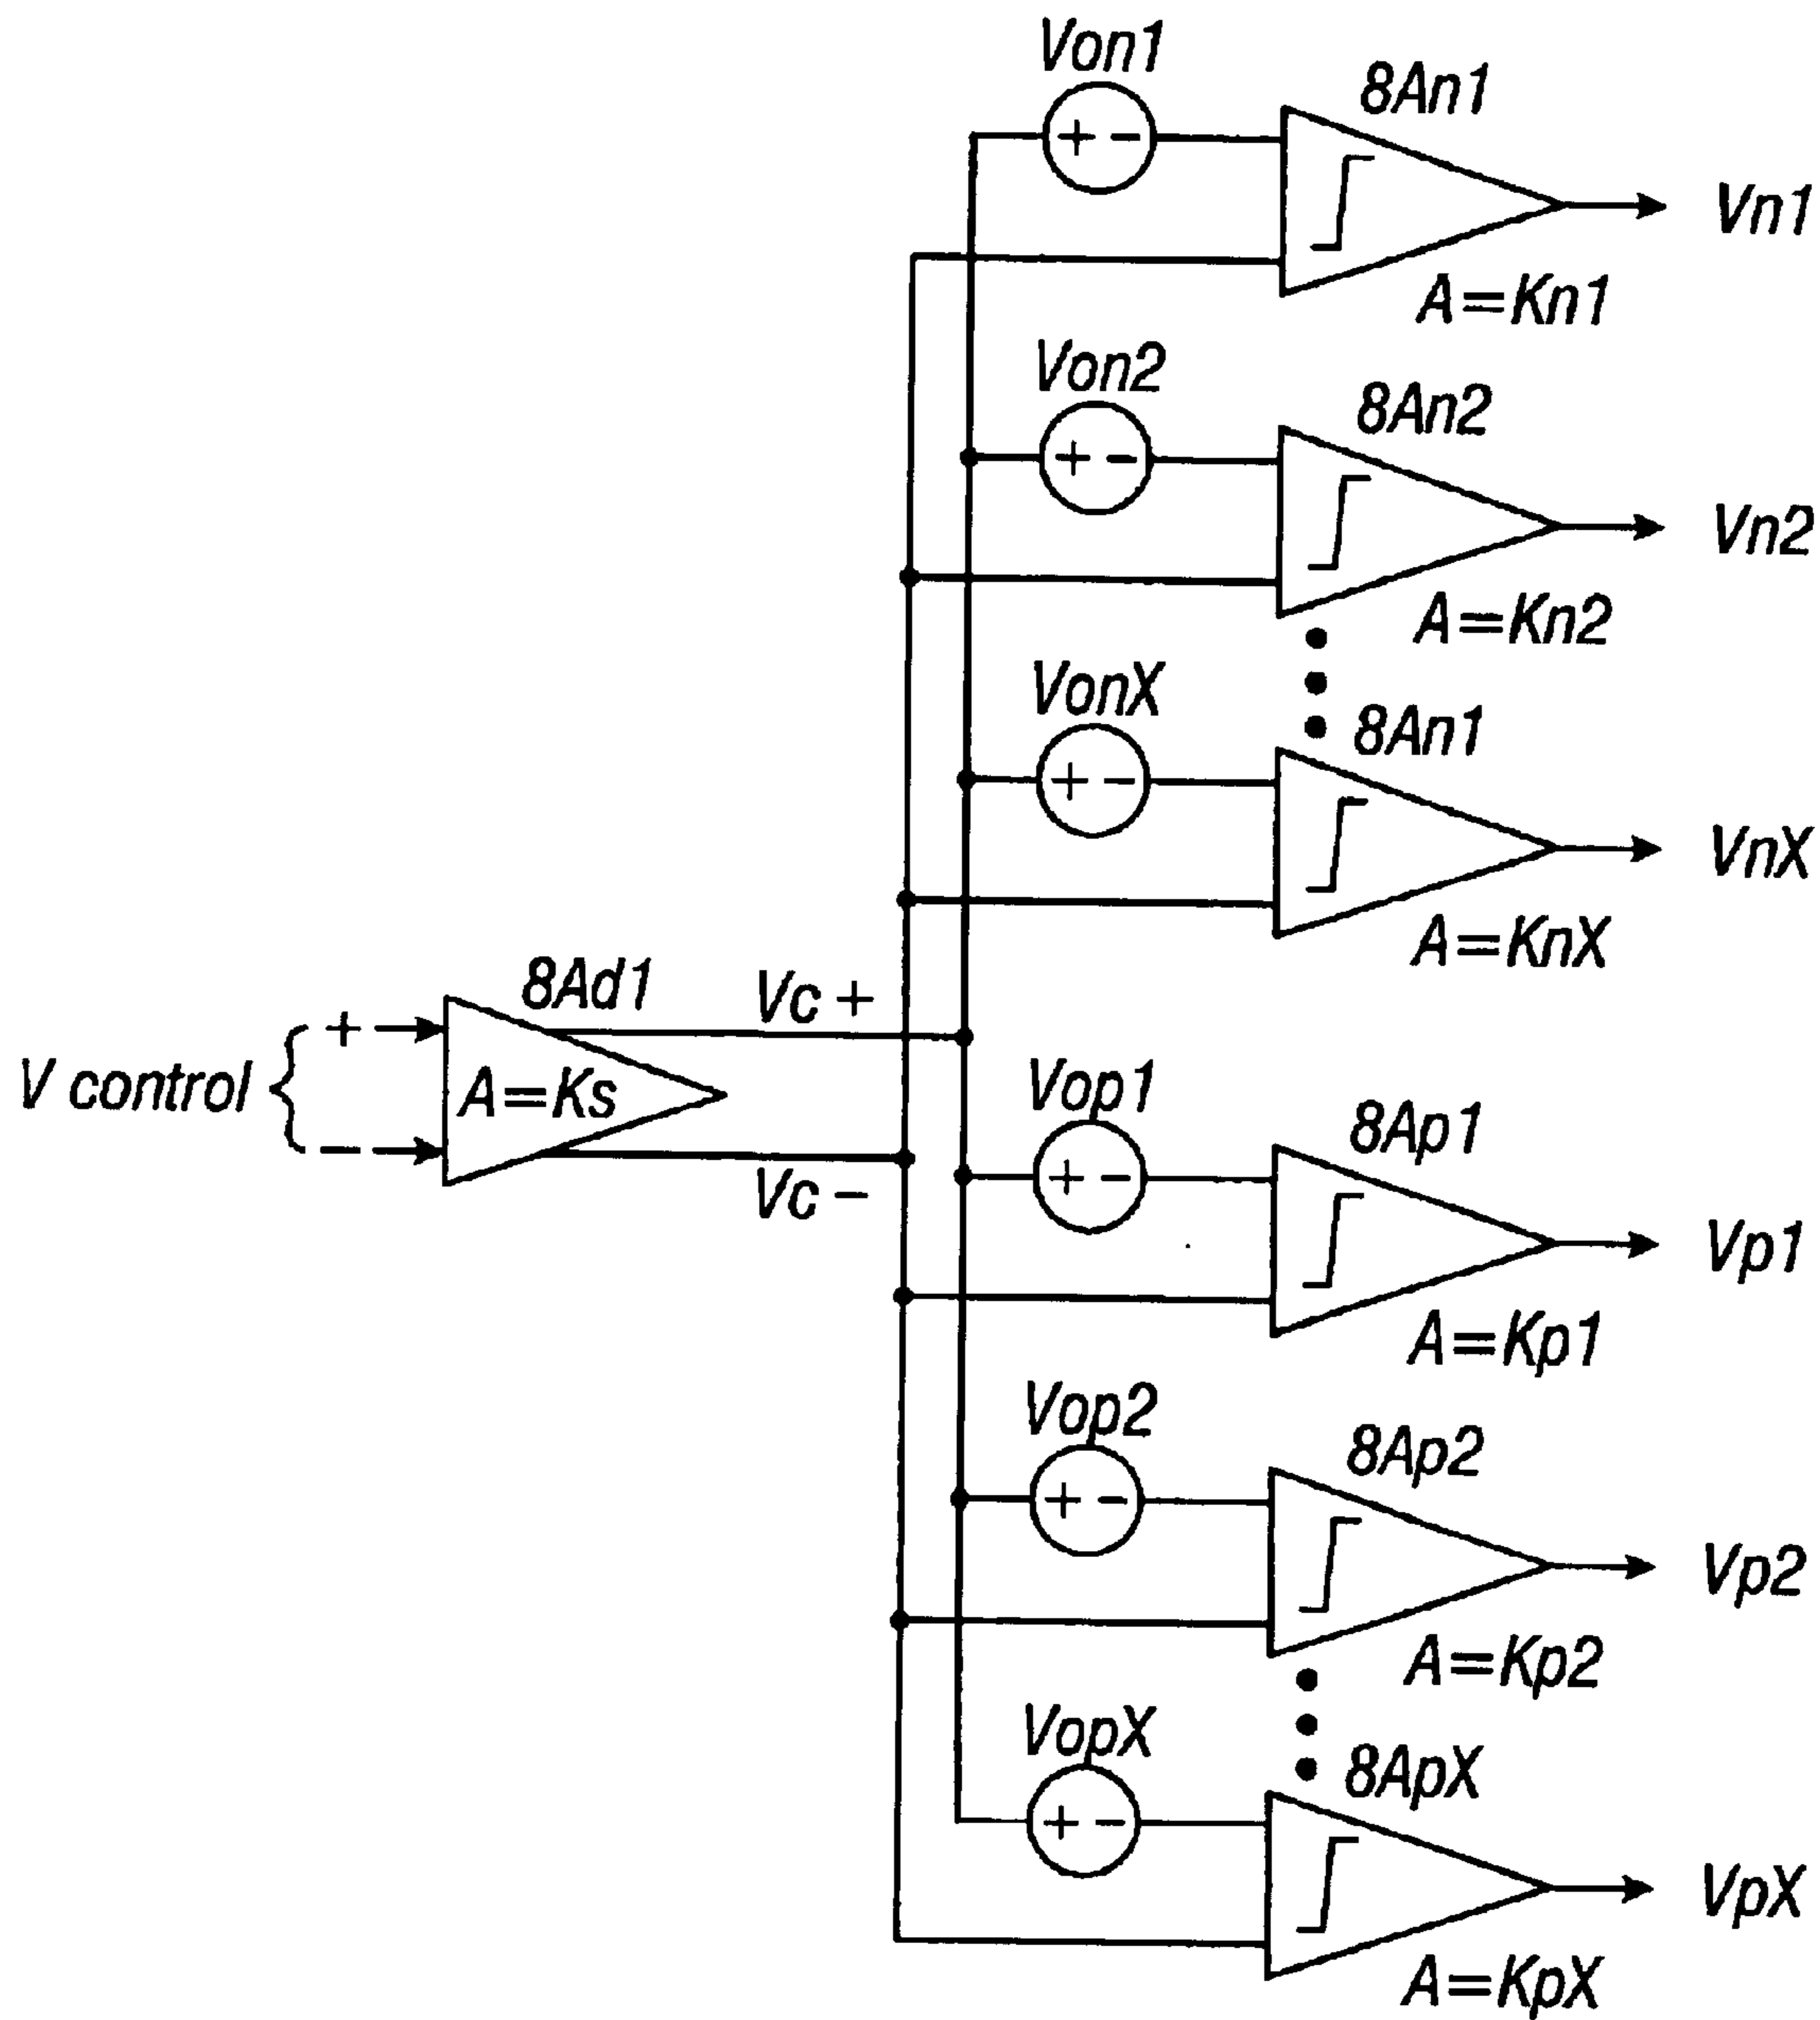 Von1
8An1
Vn1
A=Kn1
Von2
8An2
Vn2
A=Kn2
VonX
8An1
VnX
A=KnX
8Ad1
Vc+
V control
+
−
A=Ks
Vc−
Vop1
8Ap1
Vp1
A=Kp1
Vop2
8Ap2
Vp2
A=Kp2
VopX
8ApX
VpX
A=KpX